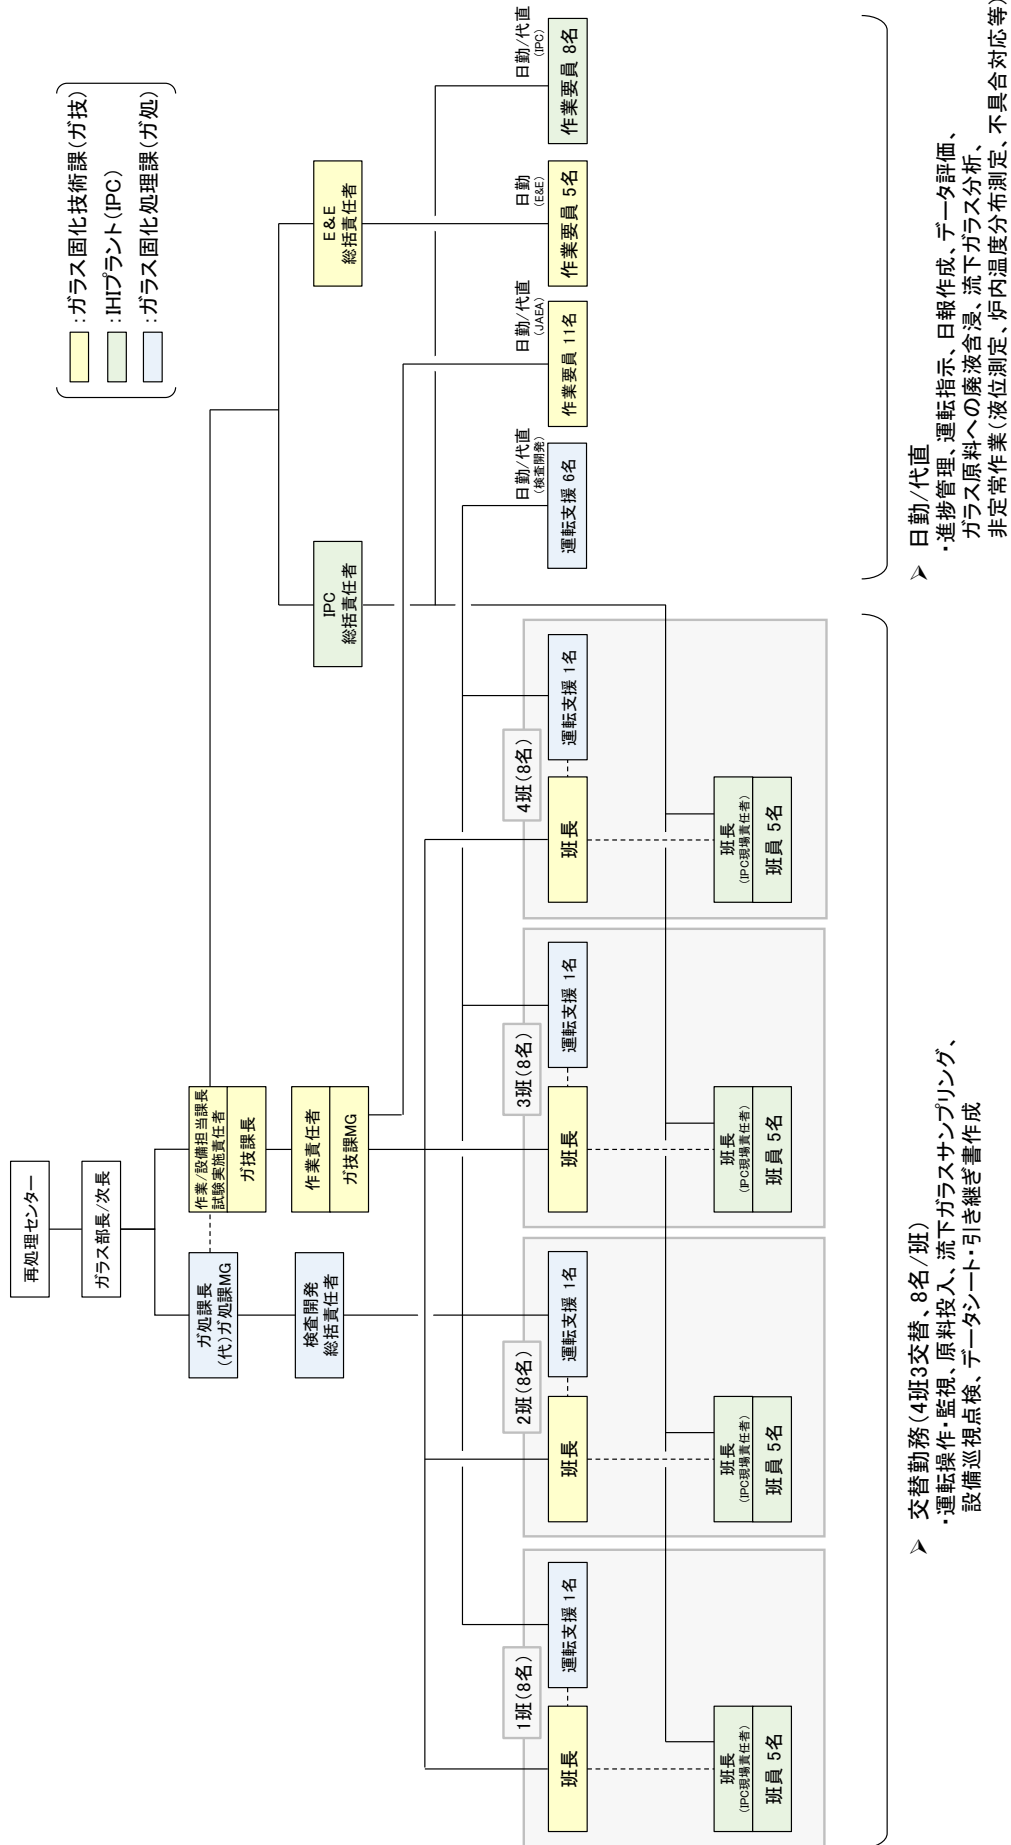 再処理センター
ガラス部長/次長
ガ処課長
(代)ガ処課MG
作業/設備担当課長
試験実施責任者
ガ技課長
検査開発
総括責任者
作業責任者
ガ技課MG
IPC
総括責任者
E&E
総括責任者
:ガラス固化技術課(ガ技)
:IHIプラント(IPC)
:ガラス固化処理課(ガ処)
1班(8名)
班長
運転支援 1名
班長
(IPC現場責任者)
班員 5名
2班(8名)
班長
運転支援 1名
班長
(IPC現場責任者)
班員 5名
3班(8名)
班長
運転支援 1名
班長
(IPC現場責任者)
班員 5名
4班(8名)
班長
運転支援 1名
班長
(IPC現場責任者)
班員 5名
日勤/代直
(検査開発)
運転支援 6名
日勤/代直
(JAEA)
作業要員 11名
日勤
(E&E)
作業要員 5名
日勤/代直
(IPC)
作業要員 8名
➢ 交替勤務(4班3交替、8名/班)
・運転操作・監視、原料投入、流下ガラスサンプリング、
設備巡視点検、データシート・引き継ぎ書作成
➢ 日勤/代直
・進捗管理、運転指示、日報作成、データ評価、
ガラス原料への廃液含浸、流下ガラス分析、
非定常作業(液位測定、炉内温度分布測定、不具合対応等)